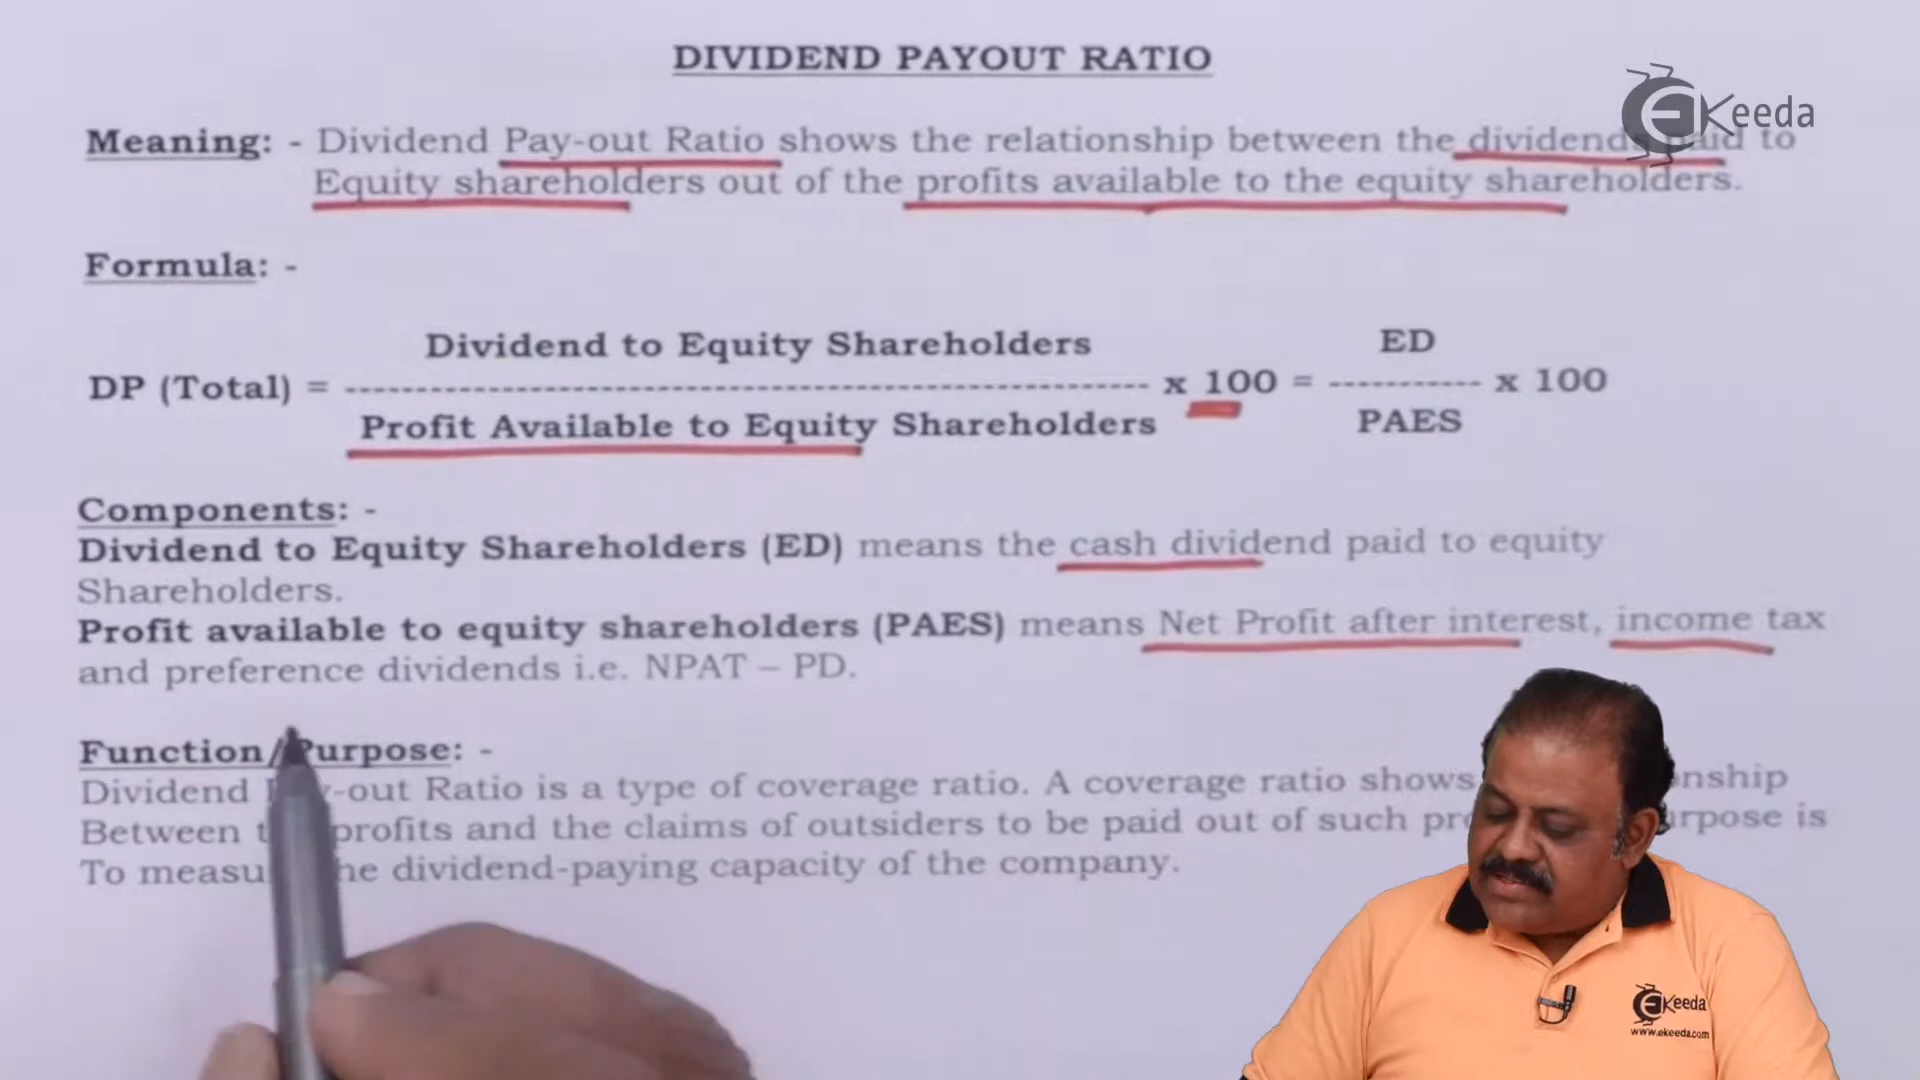 DIVIDEND PAYOUT RATIO
Keeda
Meaning: - Dividend Pay-out Ratio shows the relationship between the dividends paid to
Equity shareholders out of the profits available to the equity shareholders.
Formula: -
Dividend to Equity Shareholders ED
DP (Total) = ---------------------------------------- x 100 = ----------- x 100
Profit Available to Equity Shareholders PAES
Components: -
Dividend to Equity Shareholders (ED) means the cash dividend paid to equity
Shareholders.
Profit available to equity shareholders (PAES) means Net Profit after interest, income tax
and preference dividends i.e. NPAT – PD.
Function/Purpose: -
Dividend -out Ratio is a type of coverage ratio. A coverage ratio shows
Between profits and the claims of outsiders to be paid out of such is
To dividend-paying capacity of the company.
Keeda
www.ekeeda.com